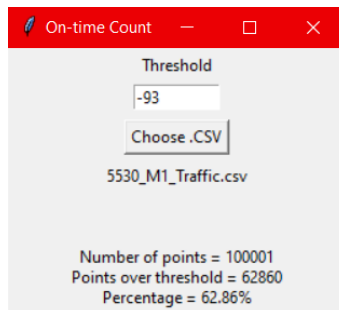 On-time Count
Threshold
-93
Choose .CSV
5530_M1_Traffic.csv
Number of points = 100001
Points over threshold = 62860
Percentage = 62.86%